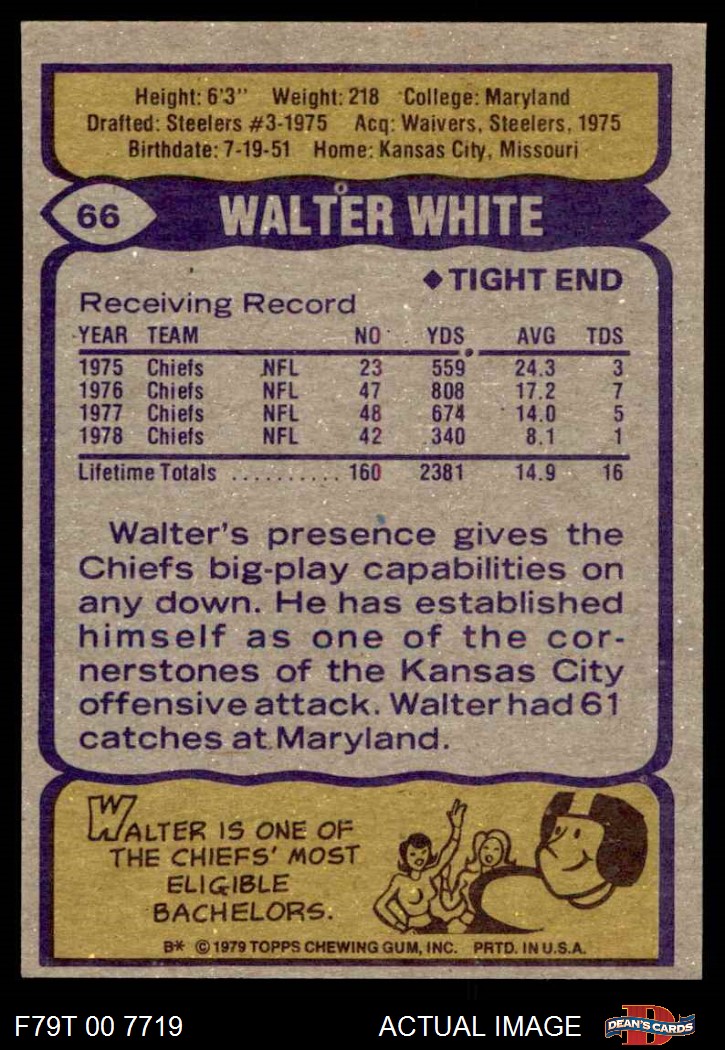 Height: 6'3" Weight: 218 College: Maryland
Drafted: Steelers #3-1975 Acq: Waivers, Steelers, 1975
Birthdate: 7-19-51 Home: Kansas City, Missouri
66 WALTER WHITE
♦TIGHT END
Receiving Record
YEAR TEAM NO YDS AVG TDS
1975 Chiefs NFL 23 559 24.3 3
1976 Chiefs NFL 47 808 17.2 7
1977 Chiefs NFL 48 674 14.0 5
1978 Chiefs NFL 42 340 8.1 1
Lifetime Totals .......... 160 2381 14.9 16
Walter's presence gives the
Chiefs big-play capabilities on
any down. He has established
himself as one of the cor-
nerstones of the Kansas City
offensive attack. Walter had 61
catches at Maryland.
WALTER IS ONE OF
THE CHIEFS' MOST
ELIGIBLE
BACHELORS.
B* © 1979 TOPPS CHEWING GUM, INC. PRTD. IN U.S.A.
F79T 00 7719 ACTUAL IMAGE D DEAN'S CARDS